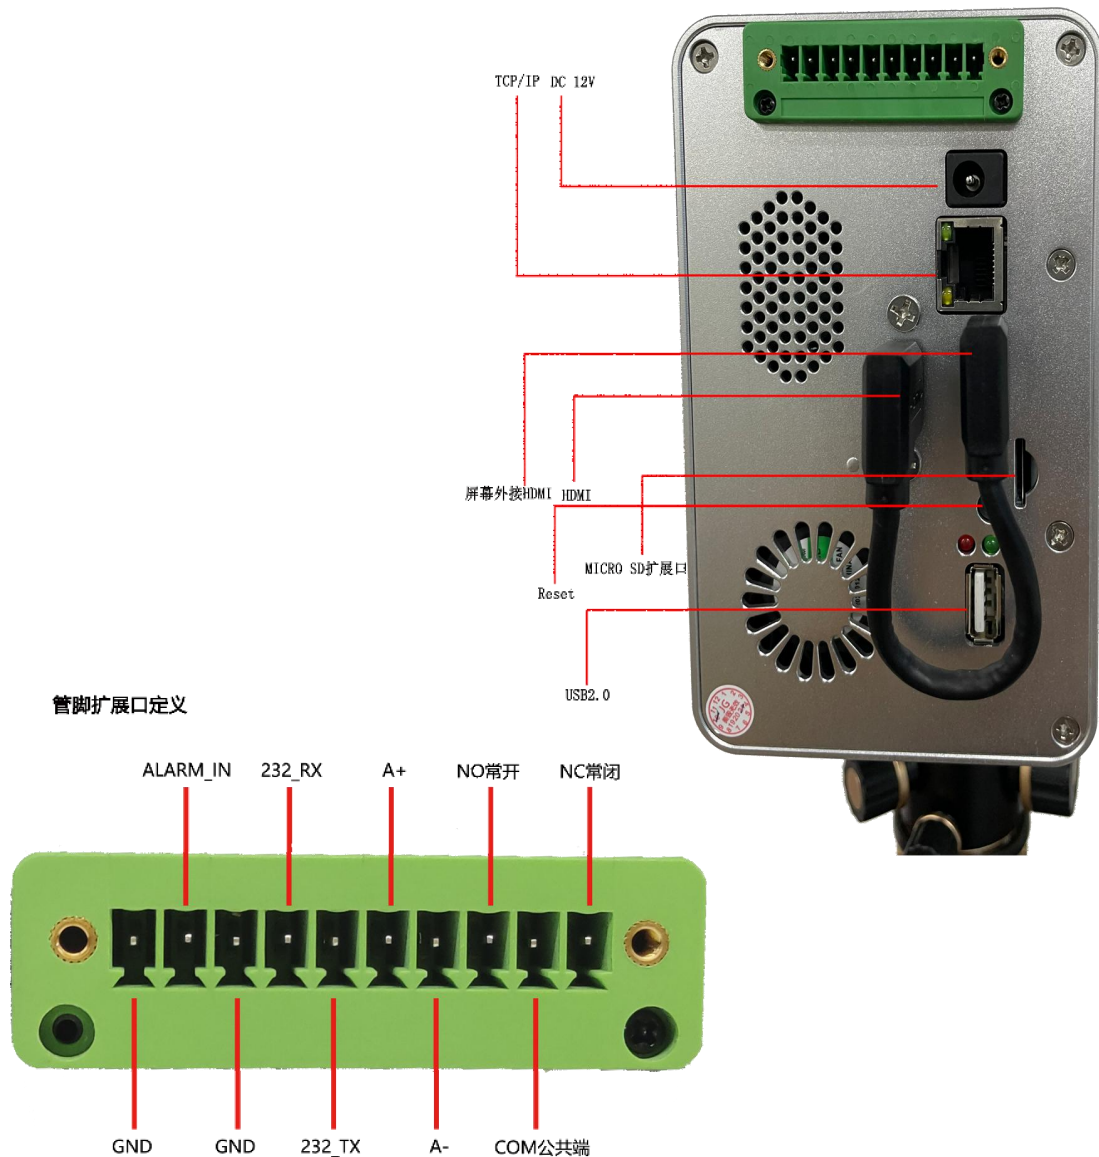 TCP/IP DC 12V
屏幕外接HDMI HDMI
MICRO SD扩展口
Reset
USB2.0
FAN
管脚扩展口定义
ALARM_IN 232_RX A+ NO常开 NC常闭
GND GND 232_TX A- COM公共端